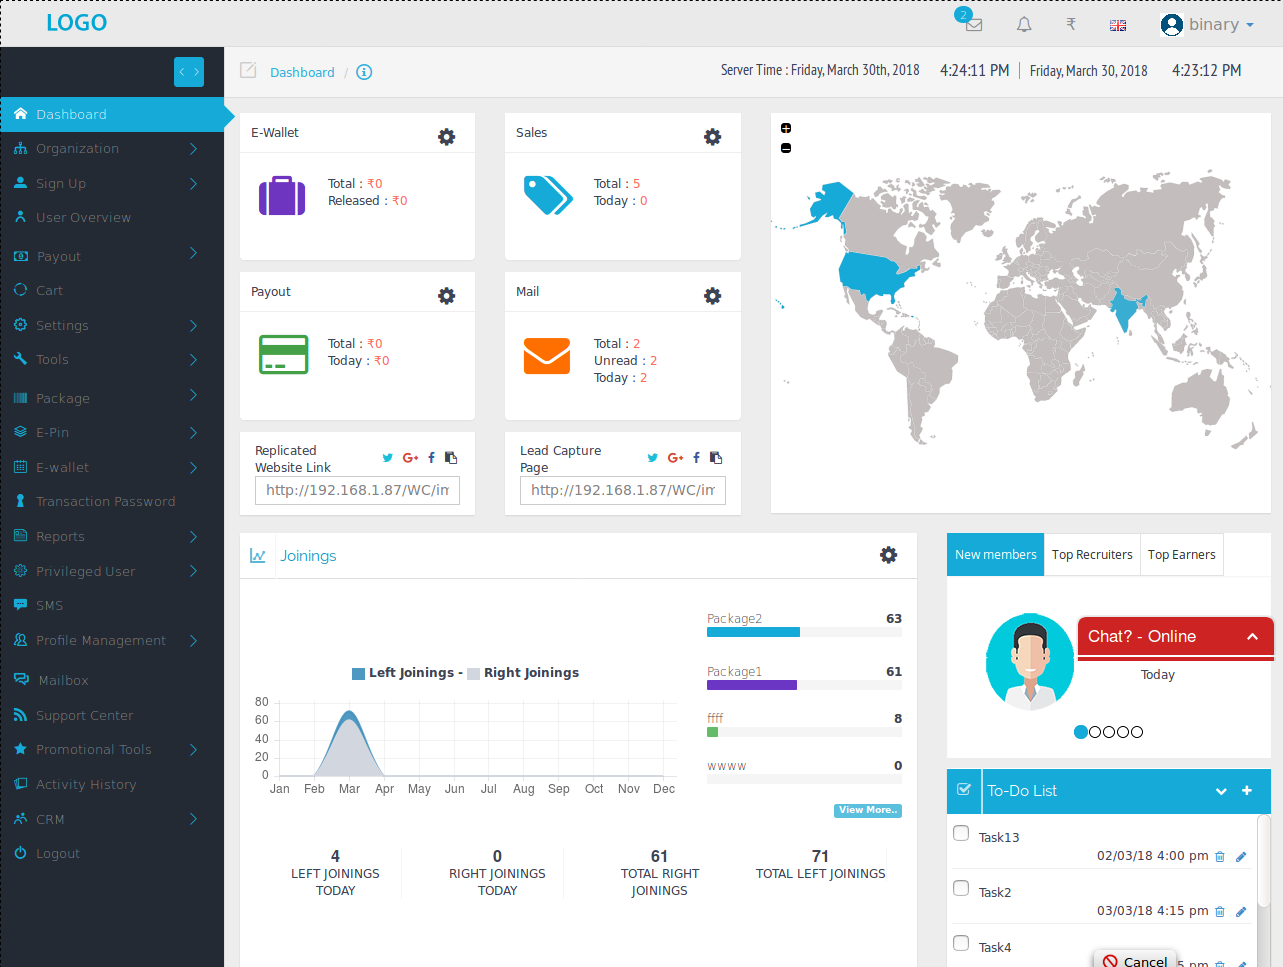 LOGO
2
₹
binary
Dashboard /
Server Time : Friday, March 30th, 2018 4:24:11 PM Friday, March 30, 2018 4:23:12 PM
Dashboard
Organization
Sign Up
User Overview
Payout
Cart
Settings
Tools
Package
E-Pin
E-wallet
Transaction Password
Reports
Privileged User
SMS
Profile Management
Mailbox
Support Center
Promotional Tools
Activity History
CRM
Logout
E-Wallet
Total : ₹0
Released : ₹0
Sales
Total : 5
Today : 0
Payout
Total : ₹0
Today : ₹0
Mail
Total : 2
Unread : 2
Today : 2
Replicated
Website Link
http://192.168.1.87/WC/im
Lead Capture
Page
http://192.168.1.87/WC/im
Joinings
Left Joinings - Right Joinings
80
60
40
20
0
Jan Feb Mar Apr May Jun Jul Aug Sep Oct Nov Dec
Package2 63
Package1 61
ffff 8
wwww 0
View More..
4
LEFT JOININGS
TODAY
0
RIGHT JOININGS
TODAY
61
TOTAL RIGHT
JOININGS
71
TOTAL LEFT JOININGS
New members Top Recruiters Top Earners
Chat? - Online
Today
To-Do List
Task13
02/03/18 4:00 pm
Task2
03/03/18 4:15 pm
Task4
5 pm
Cancel